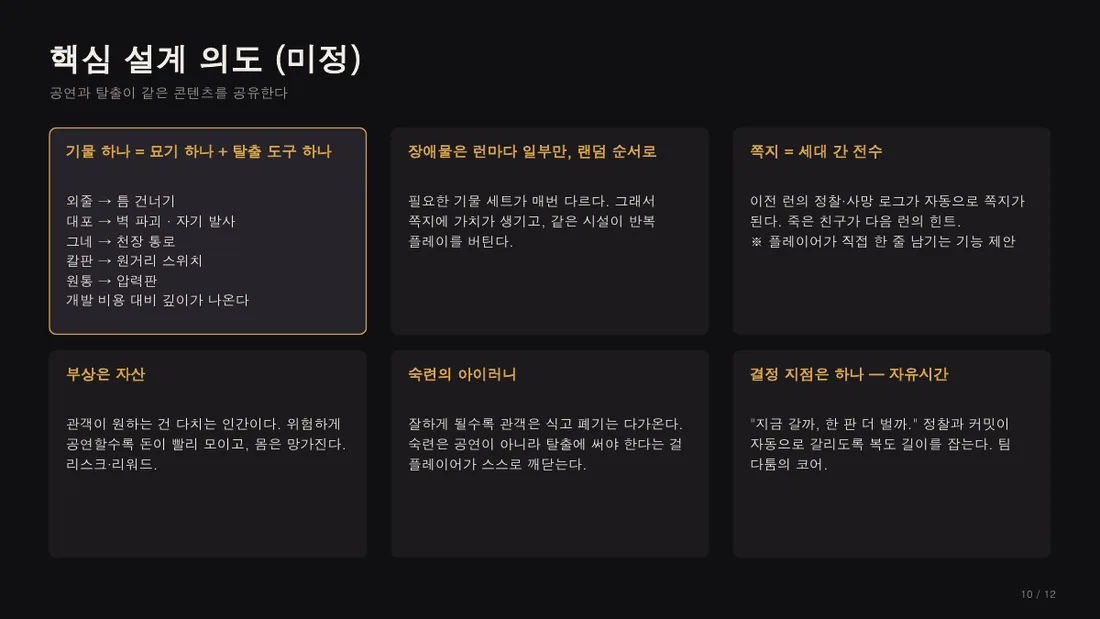 핵심 설계 의도 (미정)
공연과 탈출이 같은 콘텐츠를 공유한다
기물 하나 = 묘기 하나 + 탈출 도구 하나
외줄 → 틈 건너기
대포 → 벽 파괴 · 자기 발사
그네 → 천장 통로
칼판 → 원거리 스위치
원통 → 압력판
개발 비용 대비 깊이가 나온다
장애물은 런마다 일부만, 랜덤 순서로
필요한 기물 세트가 매번 다르다. 그래서
쪽지에 가치가 생기고, 같은 시설이 반복
플레이를 버틴다.
쪽지 = 세대 간 전수
이전 런의 정찰·사망 로그가 자동으로 쪽지가
된다. 죽은 친구가 다음 런의 힌트.
※ 플레이어가 직접 한 줄 남기는 기능 제안
부상은 자산
관객이 원하는 건 다치는 인간이다. 위험하게
공연할수록 돈이 빨리 모이고, 몸은 망가진다.
리스크·리워드.
숙련의 아이러니
잘하게 될수록 관객은 식고 폐기는 다가온다.
숙련은 공연이 아니라 탈출에 써야 한다는 걸
플레이어가 스스로 깨닫는다.
결정 지점은 하나 — 자유시간
"지금 갈까, 한 판 더 벌까." 정찰과 커밋이
자동으로 갈리도록 복도 길이를 잡는다. 팀
다툼의 코어.
10 / 12